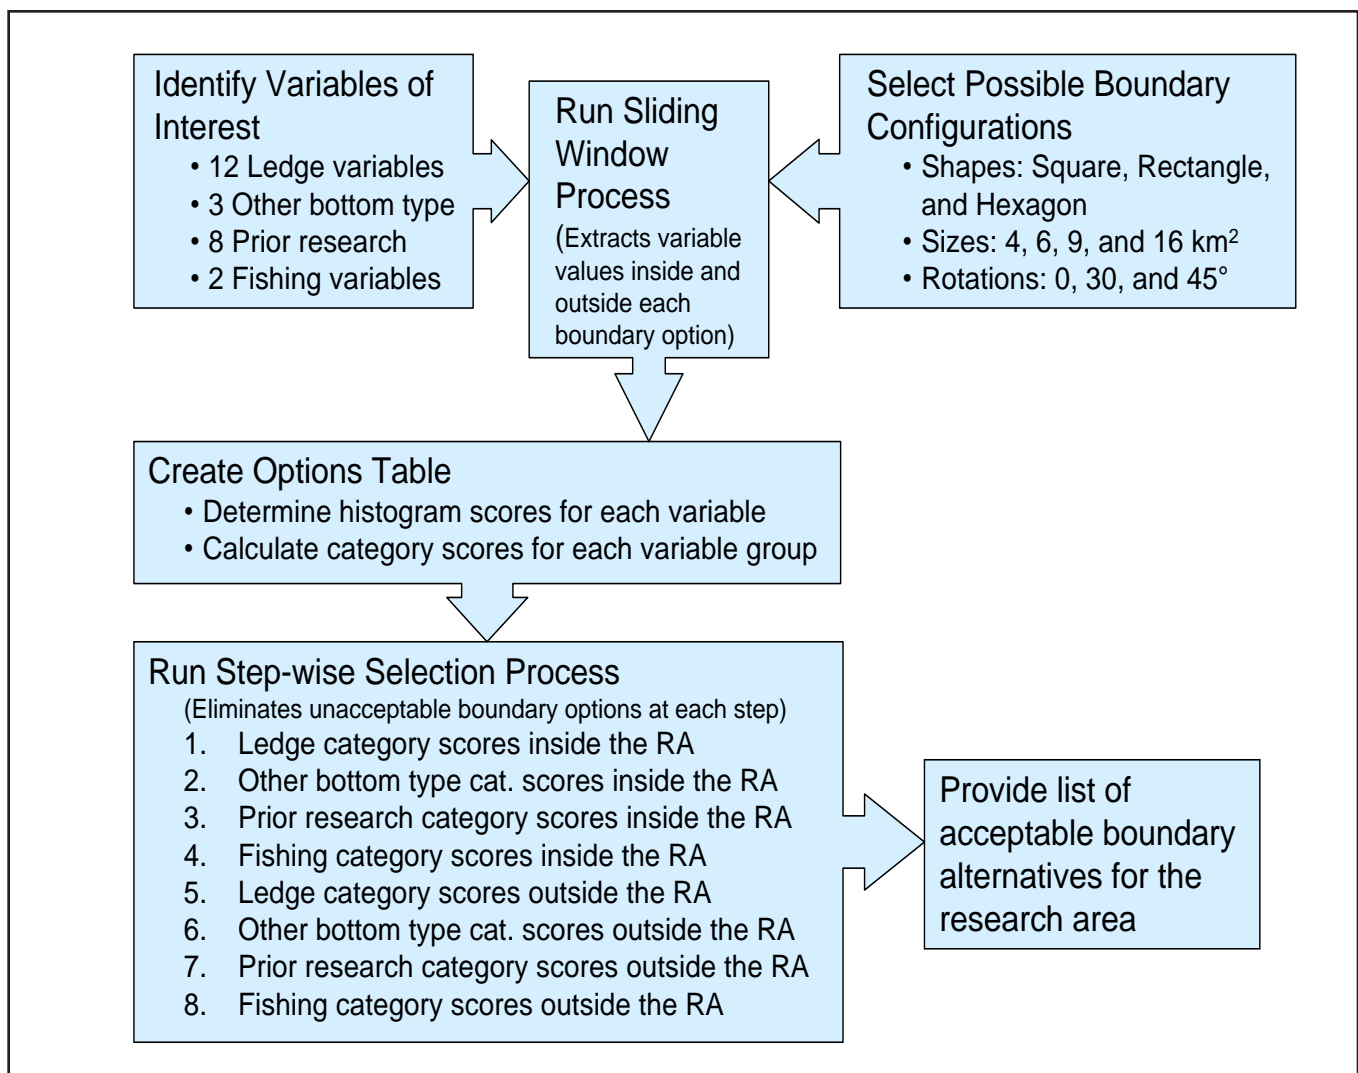 Identify Variables of
Interest
• 12 Ledge variables
• 3 Other bottom type
• 8 Prior research
• 2 Fishing variables
Run Sliding
Window
Process
(Extracts variable
values inside and
outside each
boundary option)
Select Possible Boundary
Configurations
• Shapes: Square, Rectangle,
and Hexagon
• Sizes: 4, 6, 9, and 16 km²
• Rotations: 0, 30, and 45°
Create Options Table
• Determine histogram scores for each variable
• Calculate category scores for each variable group
Run Step-wise Selection Process
(Eliminates unacceptable boundary options at each step)
1. Ledge category scores inside the RA
2. Other bottom type cat. scores inside the RA
3. Prior research category scores inside the RA
4. Fishing category scores inside the RA
5. Ledge category scores outside the RA
6. Other bottom type cat. scores outside the RA
7. Prior research category scores outside the RA
8. Fishing category scores outside the RA
Provide list of
acceptable boundary
alternatives for the
research area